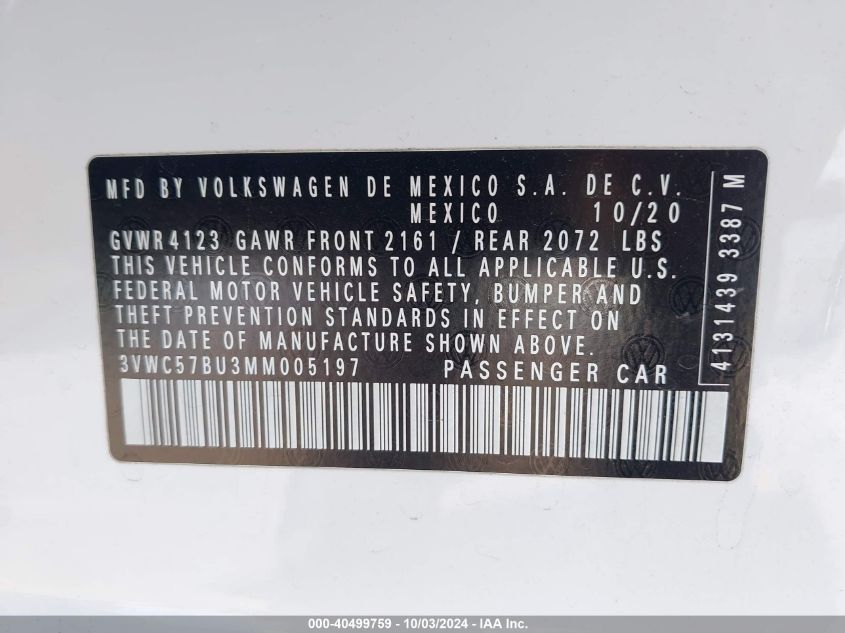 MFD BY VOLKSWAGEN DE MEXICO S.A. DE C.V.
MEXICO 10/20
GVWR 4123 GAWR FRONT 2161 / REAR 2072 LBS
THIS VEHICLE CONFORMS TO ALL APPLICABLE U.S.
FEDERAL MOTOR VEHICLE SAFETY, BUMPER AND
THEFT PREVENTION STANDARDS IN EFFECT ON
THE DATE OF MANUFACTURE SHOWN ABOVE.
3VWC57BU3MM005197 PASSENGER CAR
4131439 3387 M
000-40499759 - 10/03/2024 - IAA Inc.